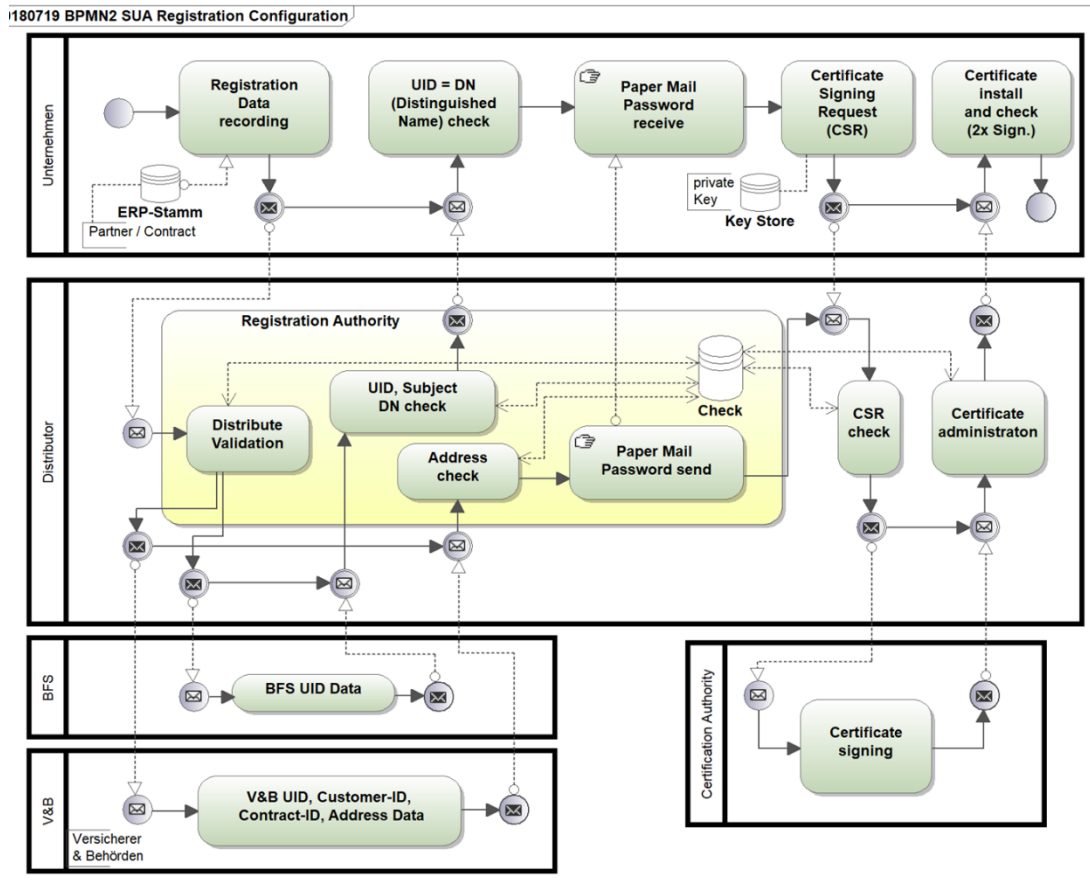 180719 BPMN2 SUA Registration Configuration
Unternehmen
Registration
Data
recording
UID = DN
(Distinguished
Name) check
Paper Mail
Password
receive
Certificate
Signing
Request
(CSR)
Certificate
install
and check
(2x Sign.)
ERP-Stamm
Partner / Contract
private
Key
Key Store
Distributor
Registration Authority
UID, Subject
DN check
Check
Distribute
Validation
Address
check
Paper Mail
Password send
CSR
check
Certificate
administraton
BFS
BFS UID Data
V&B
V&B UID, Customer-ID,
Contract-ID, Address Data
Versicherer
& Behörden
Certification Authority
Certificate
signing